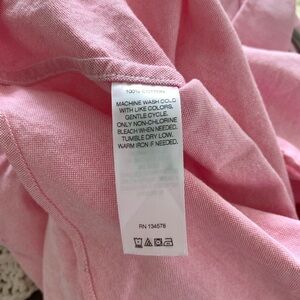 100% COTTON
MACHINE WASH COLD
WITH LIKE COLORS,
GENTLE CYCLE.
ONLY NON-CHLORINE
BLEACH WHEN NEEDED.
TUMBLE DRY LOW.
WARM IRON IF NEEDED.
RN 134578